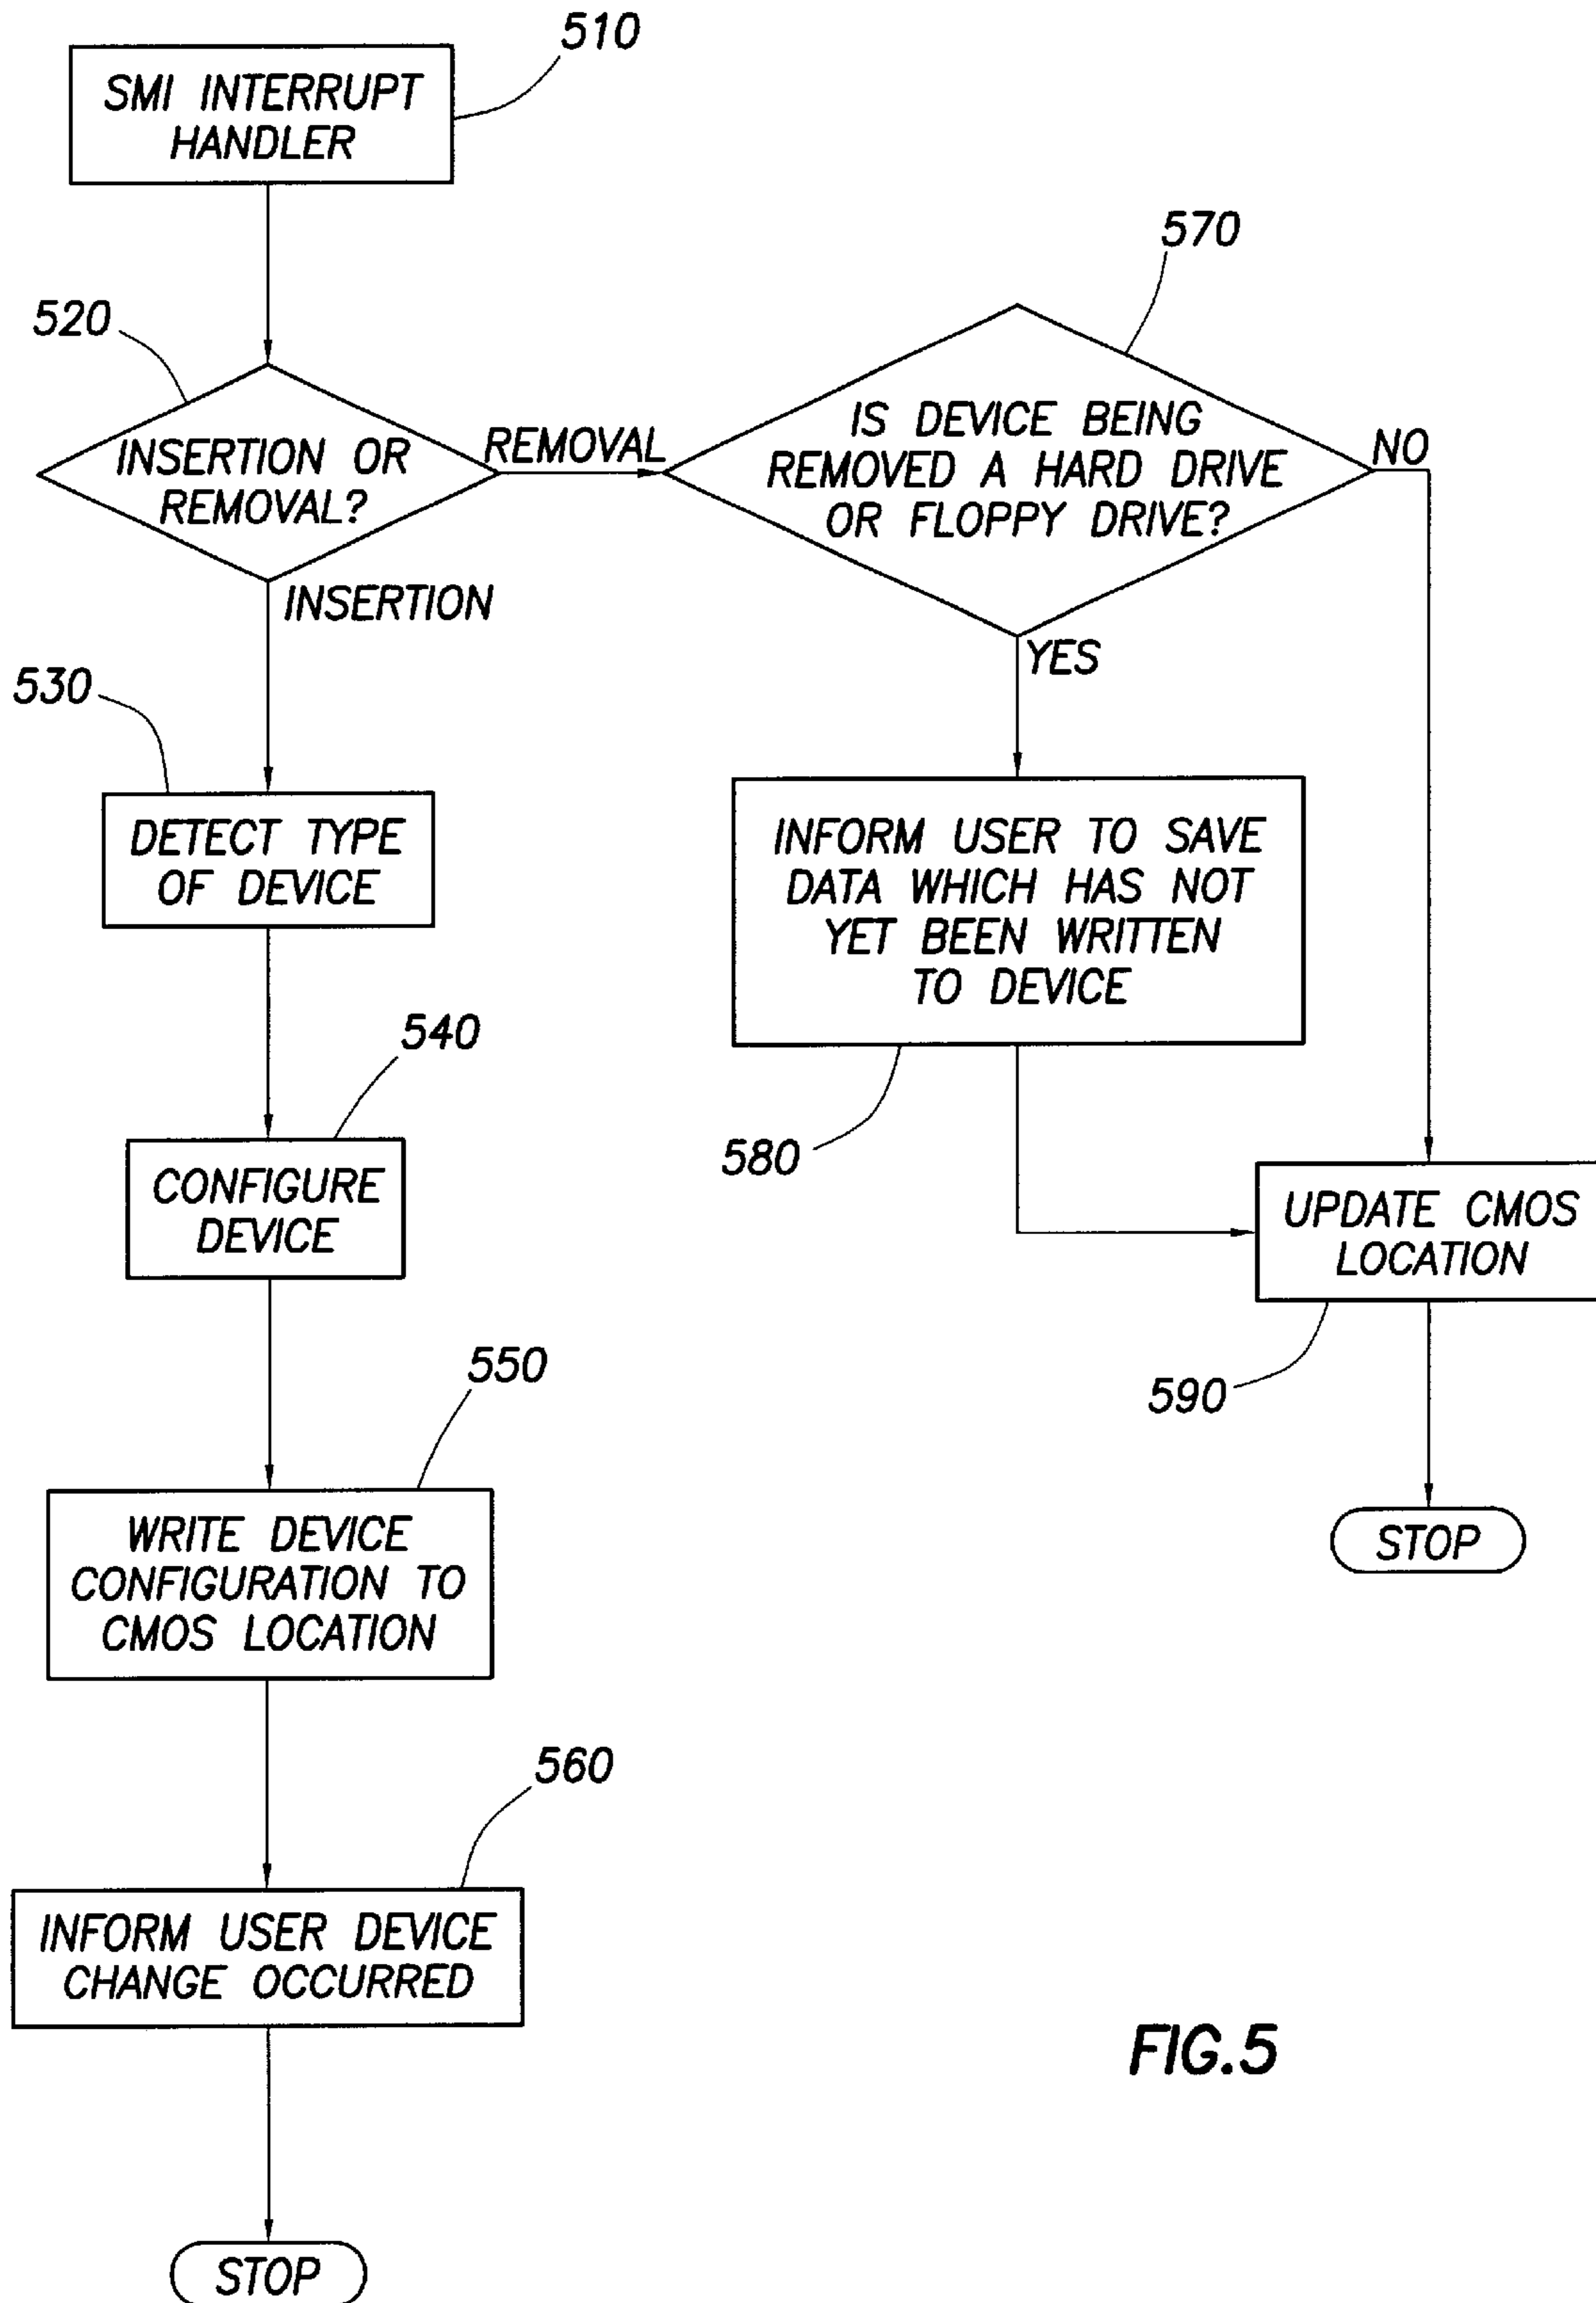 510
SMI INTERRUPT
HANDLER
520
INSERTION OR
REMOVAL?
REMOVAL
INSERTION
570
IS DEVICE BEING
REMOVED A HARD DRIVE
OR FLOPPY DRIVE?
NO
YES
530
DETECT TYPE
OF DEVICE
INFORM USER TO SAVE
DATA WHICH HAS NOT
YET BEEN WRITTEN
TO DEVICE
540
CONFIGURE
DEVICE
580
UPDATE CMOS
LOCATION
590
550
WRITE DEVICE
CONFIGURATION TO
CMOS LOCATION
STOP
560
INFORM USER DEVICE
CHANGE OCCURRED
STOP
FIG.5